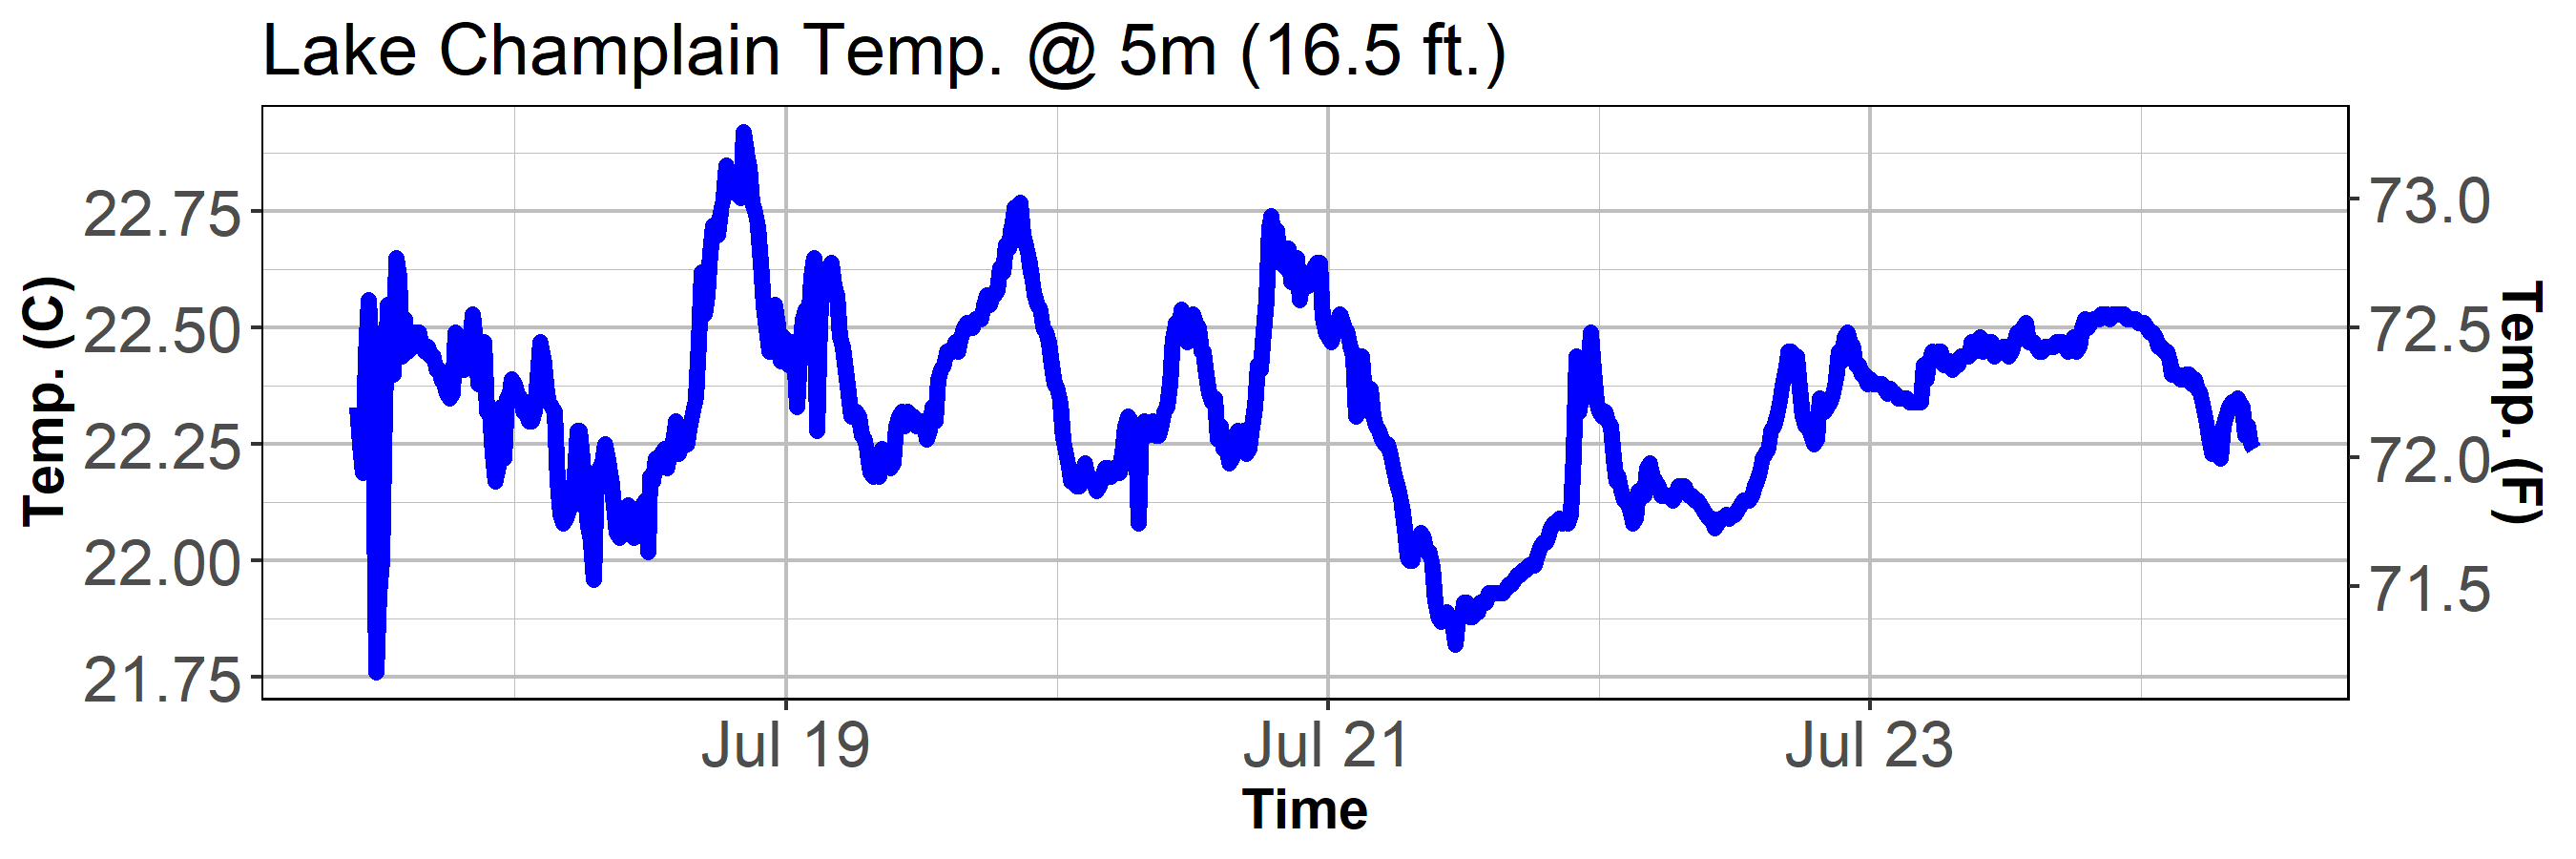 Lake Champlain Temp. @ 5m (16.5 ft.)
Temp. (C)
22.75
22.50
22.25
22.00
21.75
73.0
72.5
72.0
71.5
Temp. (F)
Jul 19
Jul 21
Jul 23
Time